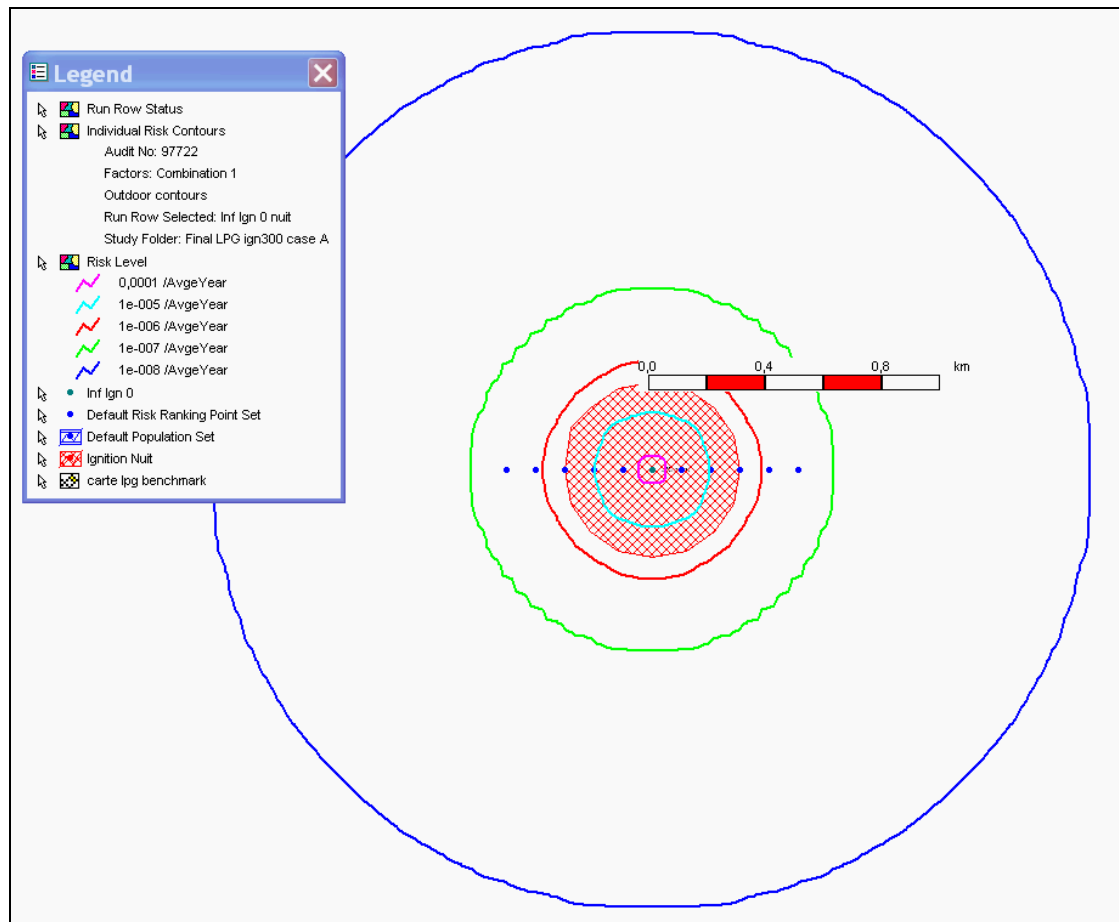 Legend
Run Row Status
Individual Risk Contours
Audit No: 97722
Factors: Combination 1
Outdoor contours
Run Row Selected: Inf Ign 0 nuit
Study Folder: Final LPG ign300 case A
Risk Level
0,0001 /AvgeYear
1e-005 /AvgeYear
1e-006 /AvgeYear
1e-007 /AvgeYear
1e-008 /AvgeYear
Inf Ign 0
Default Risk Ranking Point Set
Default Population Set
Ignition Nuit
carte lpg benchmark
0,0 0,4 0,8 km